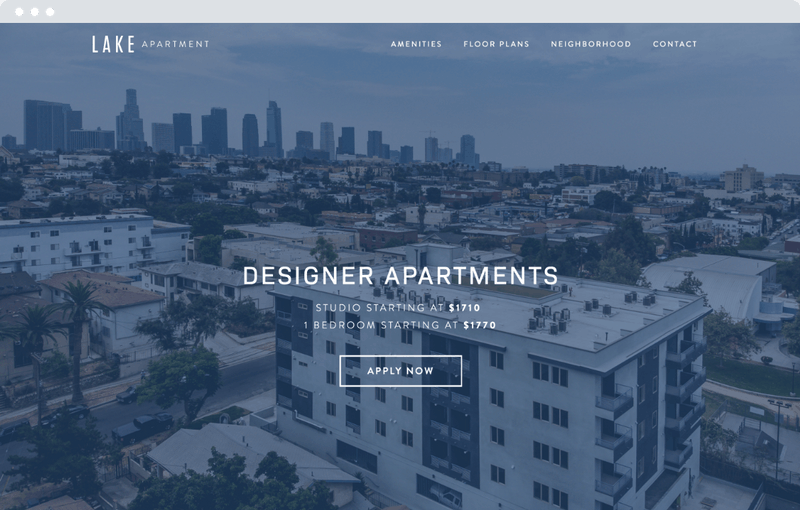 LAKE APARTMENT
AMENITIES FLOOR PLANS NEIGHBORHOOD CONTACT
DESIGNER APARTMENTS
STUDIO STARTING AT $1710
1 BEDROOM STARTING AT $1770
APPLY NOW